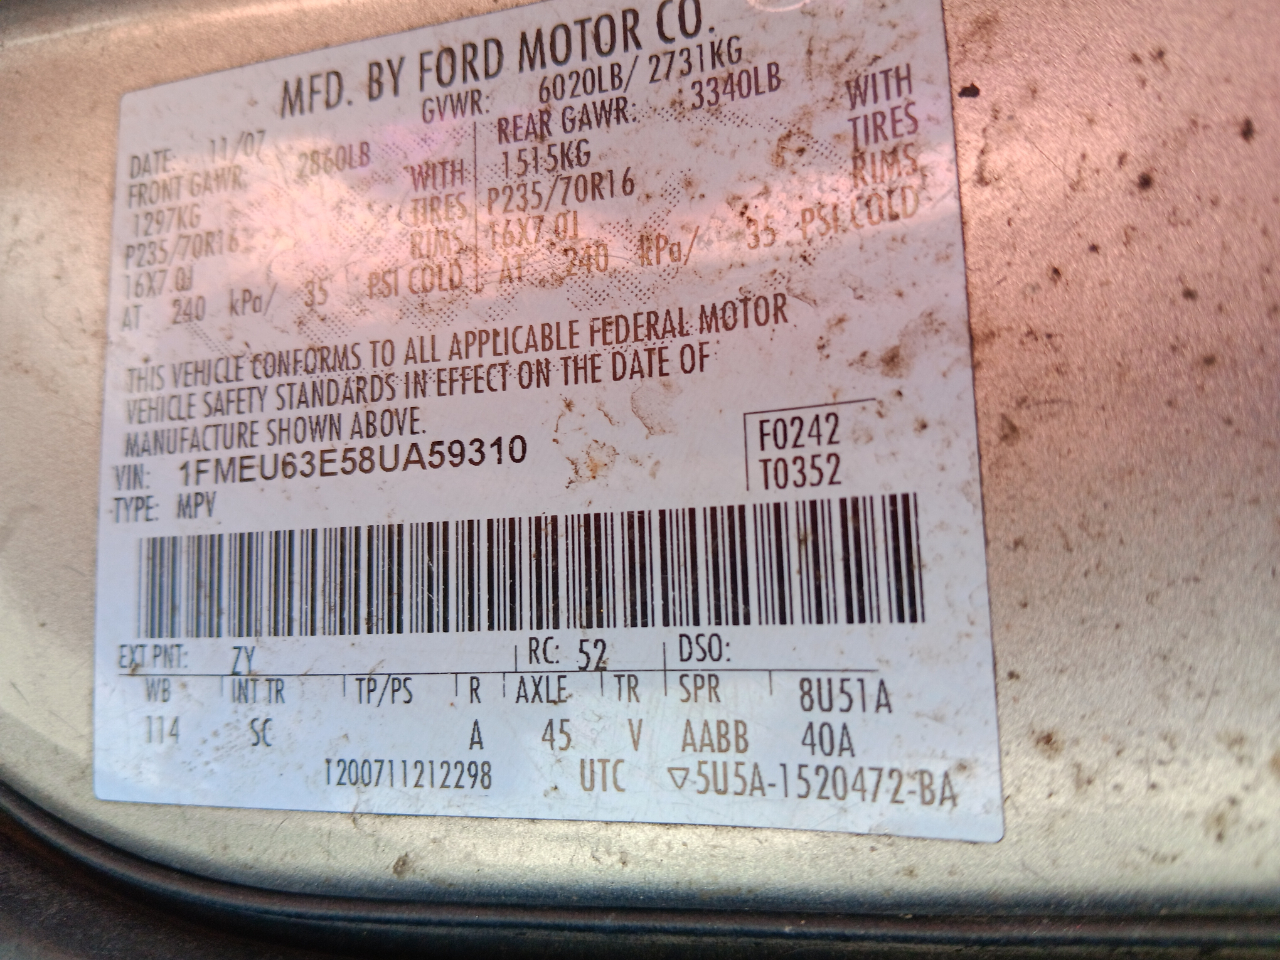 MFD. BY FORD MOTOR CO.
DATE: 11/07 GVWR: 6020LB/ 2731KG
FRONT GAWR: 2860LB REAR GAWR: 3340LB
1297KG WITH 1515KG WITH
P235/70R16 TIRES P235/70R16 TIRES
16X7.0J RIMS 16X7.0J RIMS
AT 240 kPa/ 35 PSI COLD AT 240 kPa/ 35 PSI COLD
THIS VEHICLE CONFORMS TO ALL APPLICABLE FEDERAL MOTOR
VEHICLE SAFETY STANDARDS IN EFFECT ON THE DATE OF
MANUFACTURE SHOWN ABOVE.
VIN: 1FMEU63E58UA59310 F0242
TYPE: MPV T0352
EXT PNT: ZY RC: 52 DSO:
WB INT TR TP/PS R AXLE TR SPR 8U51A
114 SC A 45 V AABB 40A
T200711212298 UTC ▽5U5A-1520472-BA